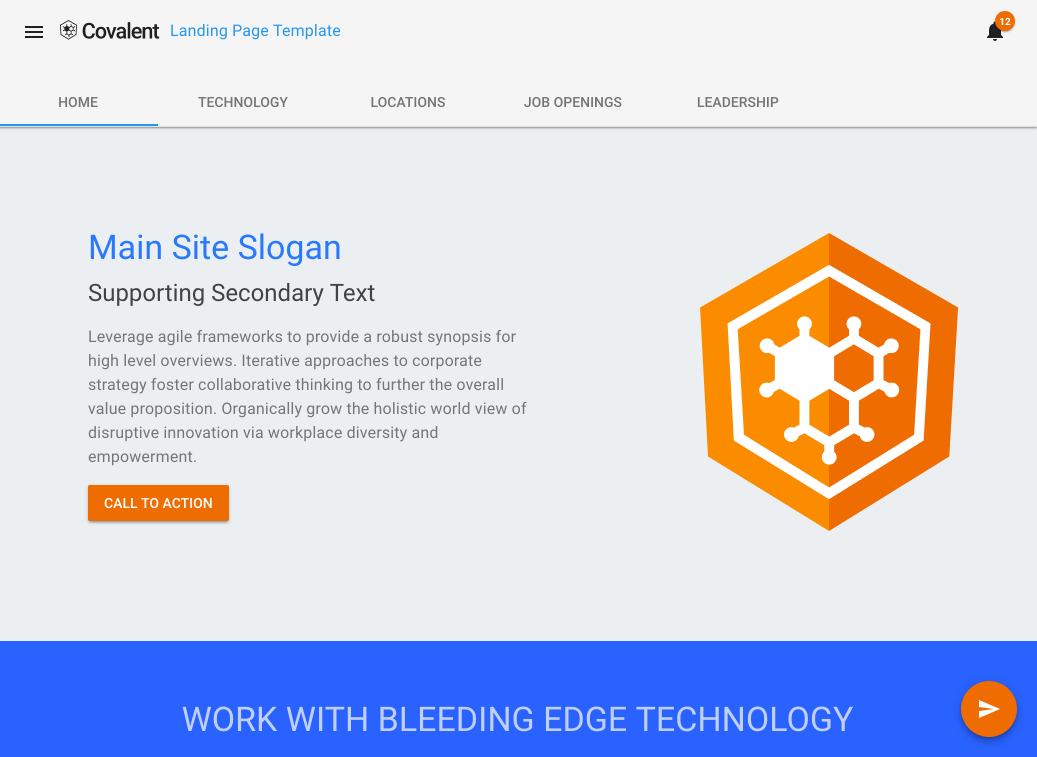 Covalent Landing Page Template
12
HOME TECHNOLOGY LOCATIONS JOB OPENINGS LEADERSHIP
Main Site Slogan
Supporting Secondary Text
Leverage agile frameworks to provide a robust synopsis for
high level overviews. Iterative approaches to corporate
strategy foster collaborative thinking to further the overall
value proposition. Organically grow the holistic world view of
disruptive innovation via workplace diversity and
empowerment.
CALL TO ACTION
WORK WITH BLEEDING EDGE TECHNOLOGY